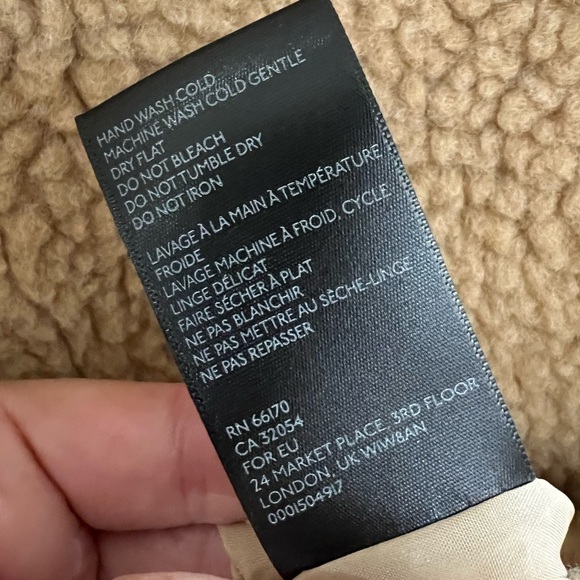 HAND WASH COLD
MACHINE WASH COLD GENTLE
DRY FLAT
DO NOT BLEACH
DO NOT TUMBLE DRY
DO NOT IRON
LAVAGE À LA MAIN À TEMPÉRATURE
FROIDE
LAVAGE MACHINE À FROID, CYCLE
LINGE DÉLICAT
FAIRE SÉCHER À PLAT
NE PAS BLANCHIR
NE PAS METTRE AU SÈCHE-LINGE
NE PAS REPASSER
RN 66170
CA 32054
FOR EU
24 MARKET PLACE, 3RD FLOOR
LONDON, UK W1W8AN
0001504917